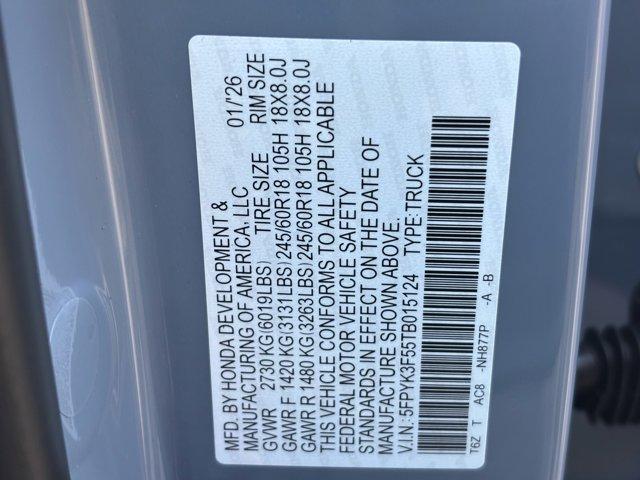 MFD. BY HONDA DEVELOPMENT &
MANUFACTURING OF AMERICA, LLC 01/'26
GVWR 2730 KG(6019LBS) TIRE SIZE RIM SIZE
GAWR F 1420 KG(3131LBS) 245/60R18 105H 18X8.0J
GAWR R 1480 KG(3263LBS) 245/60R18 105H 18X8.0J
THIS VEHICLE CONFORMS TO ALL APPLICABLE
FEDERAL MOTOR VEHICLE SAFETY
STANDARDS IN EFFECT ON THE DATE OF
MANUFACTURE SHOWN ABOVE.
V.I.N.: 5FPYK3F55TB015124 TYPE:TRUCK
T6Z T AC8 -NH877P -A -B